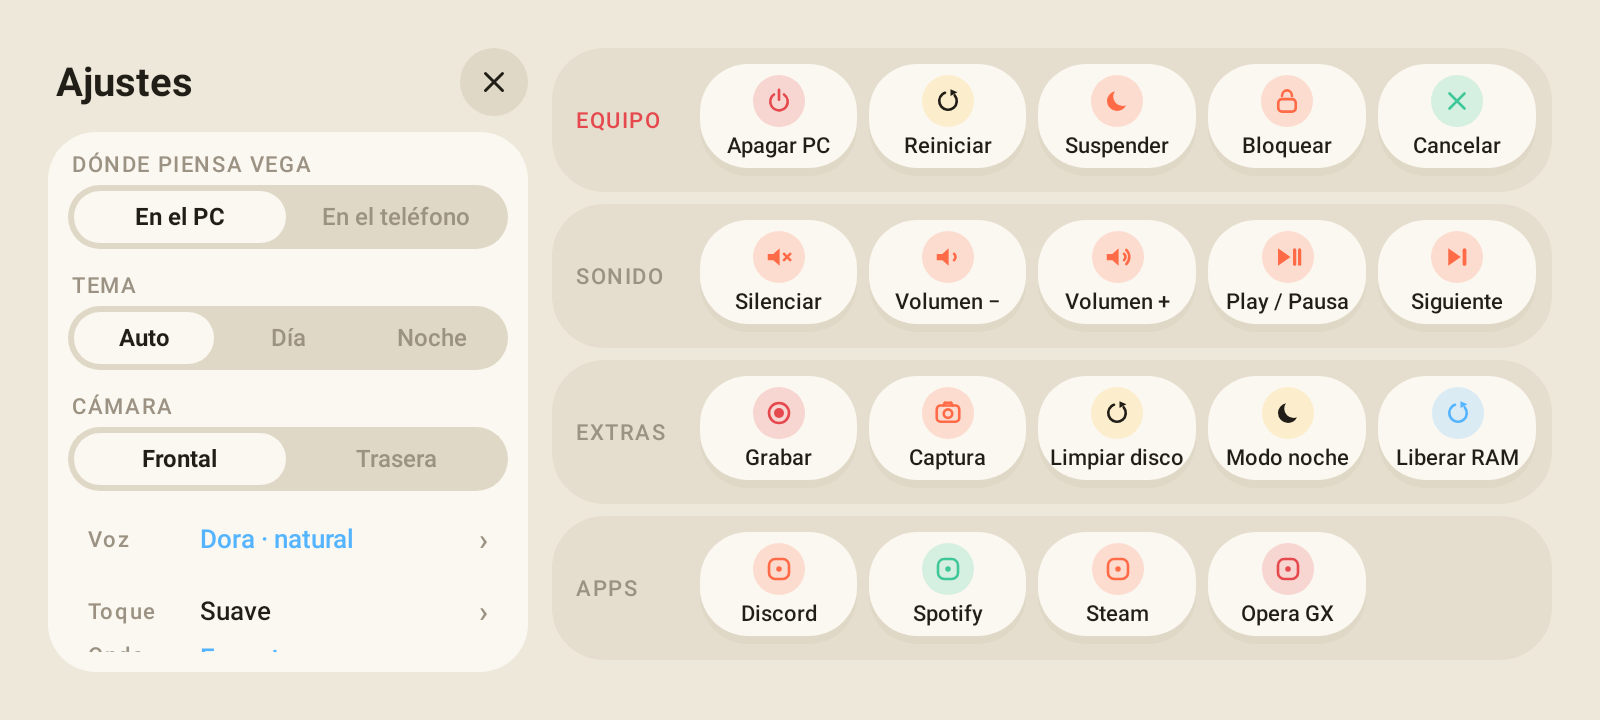 Ajustes
DÓNDE PIENSA VEGA
En el PC
En el teléfono
TEMA
Auto
Día
Noche
CÁMARA
Frontal
Trasera
Voz
Dora · natural
Toque
Suave
EQUIPO
Apagar PC
Reiniciar
Suspender
Bloquear
Cancelar
SONIDO
Silenciar
Volumen −
Volumen +
Play / Pausa
Siguiente
EXTRAS
Grabar
Captura
Limpiar disco
Modo noche
Liberar RAM
APPS
Discord
Spotify
Steam
Opera GX